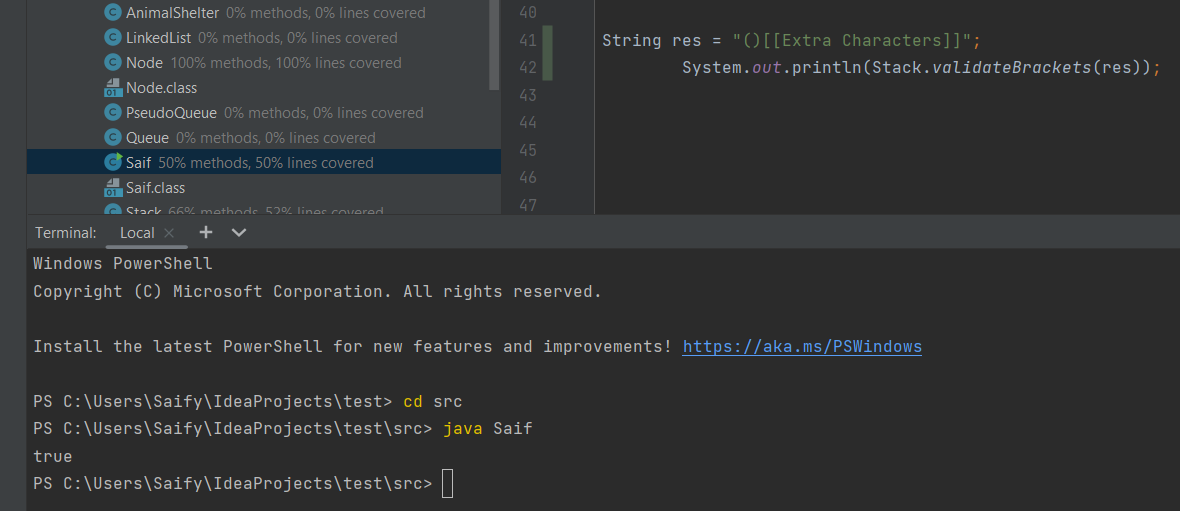 AnimalShelter 0% methods, 0% lines covered
LinkedList 0% methods, 0% lines covered
Node 100% methods, 100% lines covered
01 Node.class
PseudoQueue 0% methods, 0% lines covered
Queue 0% methods, 0% lines covered
Saif 50% methods, 50% lines covered
01 Saif.class
Stack 66% methods, 52% lines covered
40
41 String res = "()[[Extra Characters]]";
42 System.out.println(Stack.validateBrackets(res));
43
44
45
46
47
Terminal: Local × +
Windows PowerShell
Copyright (C) Microsoft Corporation. All rights reserved.
Install the latest PowerShell for new features and improvements! https://aka.ms/PSWindows
PS C:\Users\Saify\IdeaProjects\test> cd src
PS C:\Users\Saify\IdeaProjects\test\src> java Saif
true
PS C:\Users\Saify\IdeaProjects\test\src>